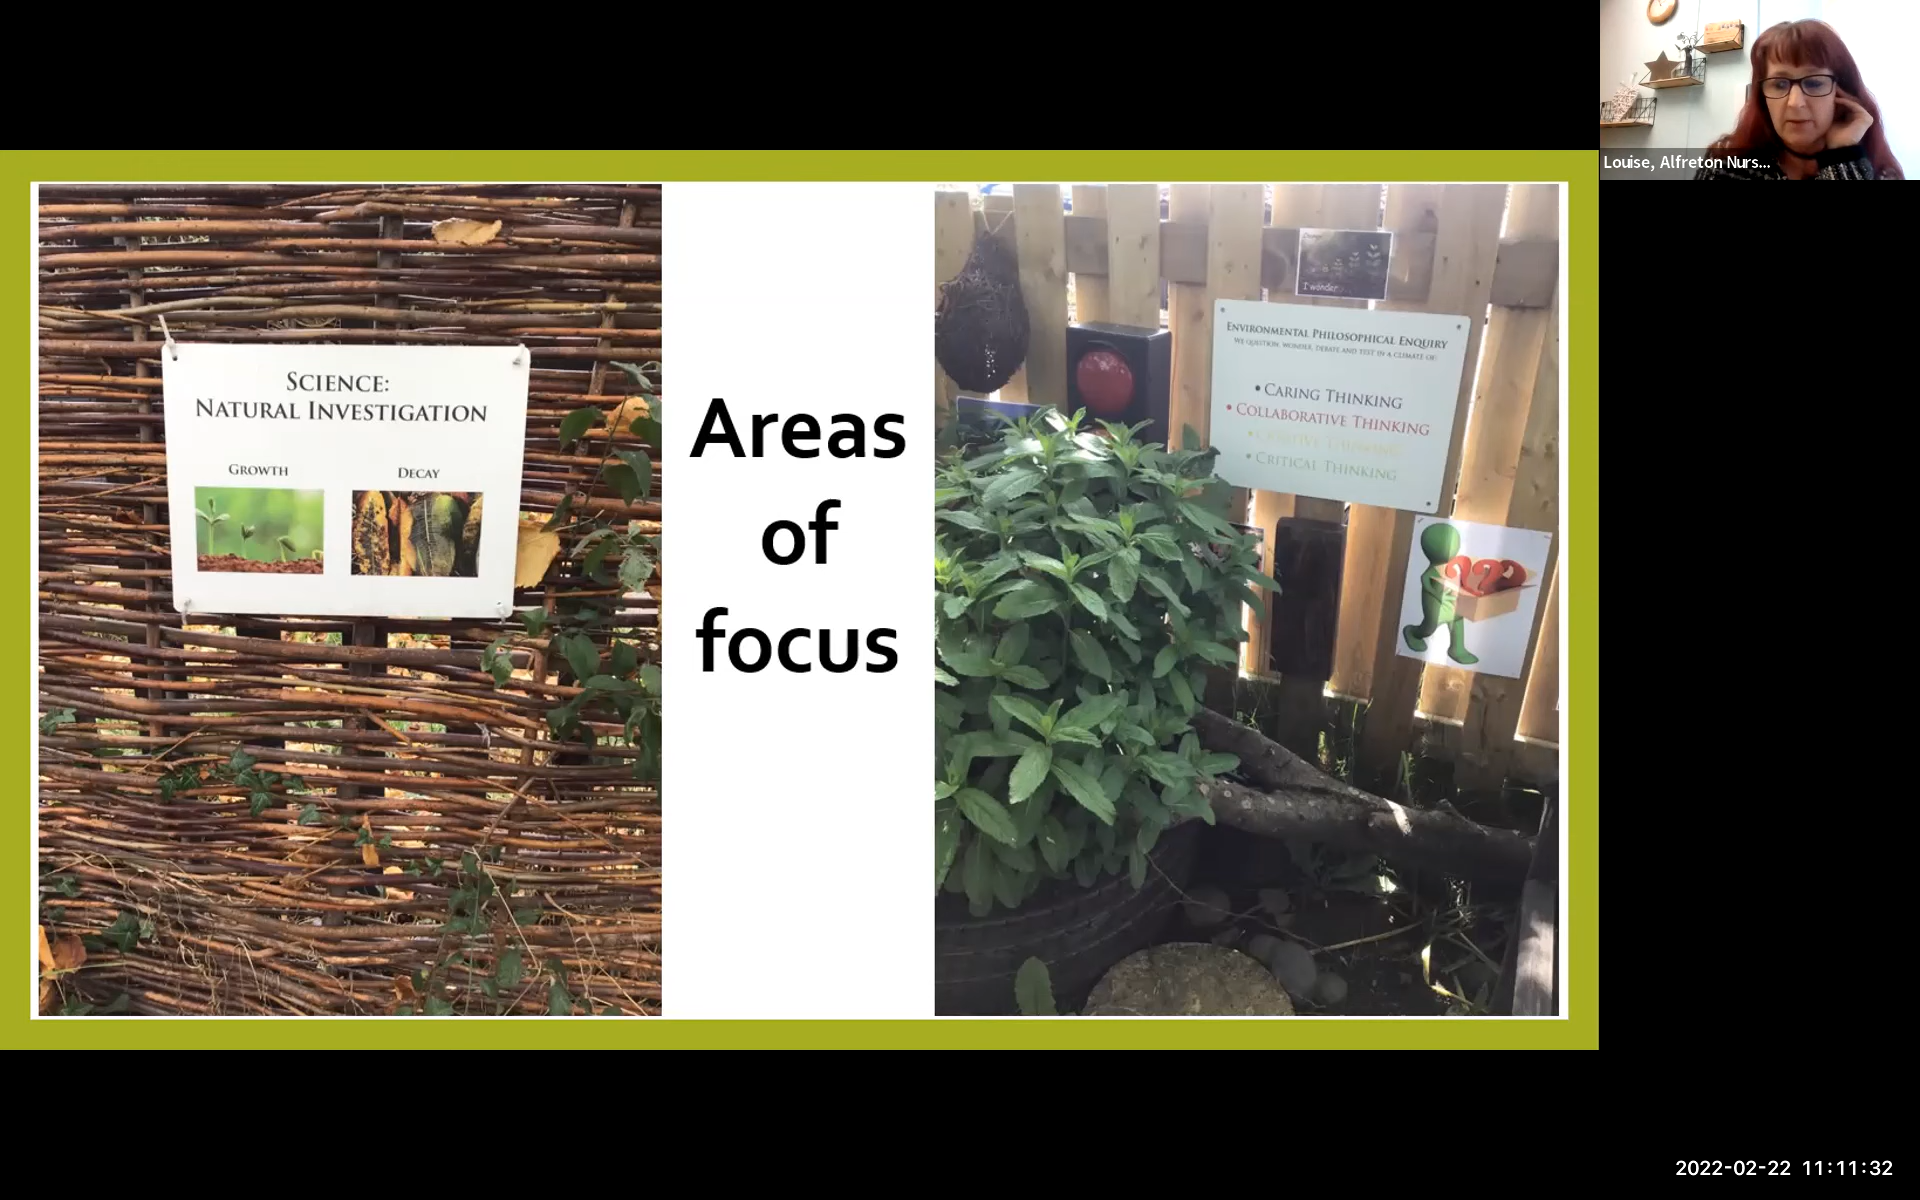 Louise, Alfreton Nurs...
SCIENCE:
NATURAL INVESTIGATION
GROWTH
DECAY
Areas
of
focus
I wonder
ENVIRONMENTAL PHILOSOPHICAL ENQUIRY
WE QUESTION, WONDER, DEBATE AND TEST IN A CLIMATE OF:
• CARING THINKING
• COLLABORATIVE THINKING
THINKING
• CRITICAL THINKING
???
2022-02-22 11:11:32